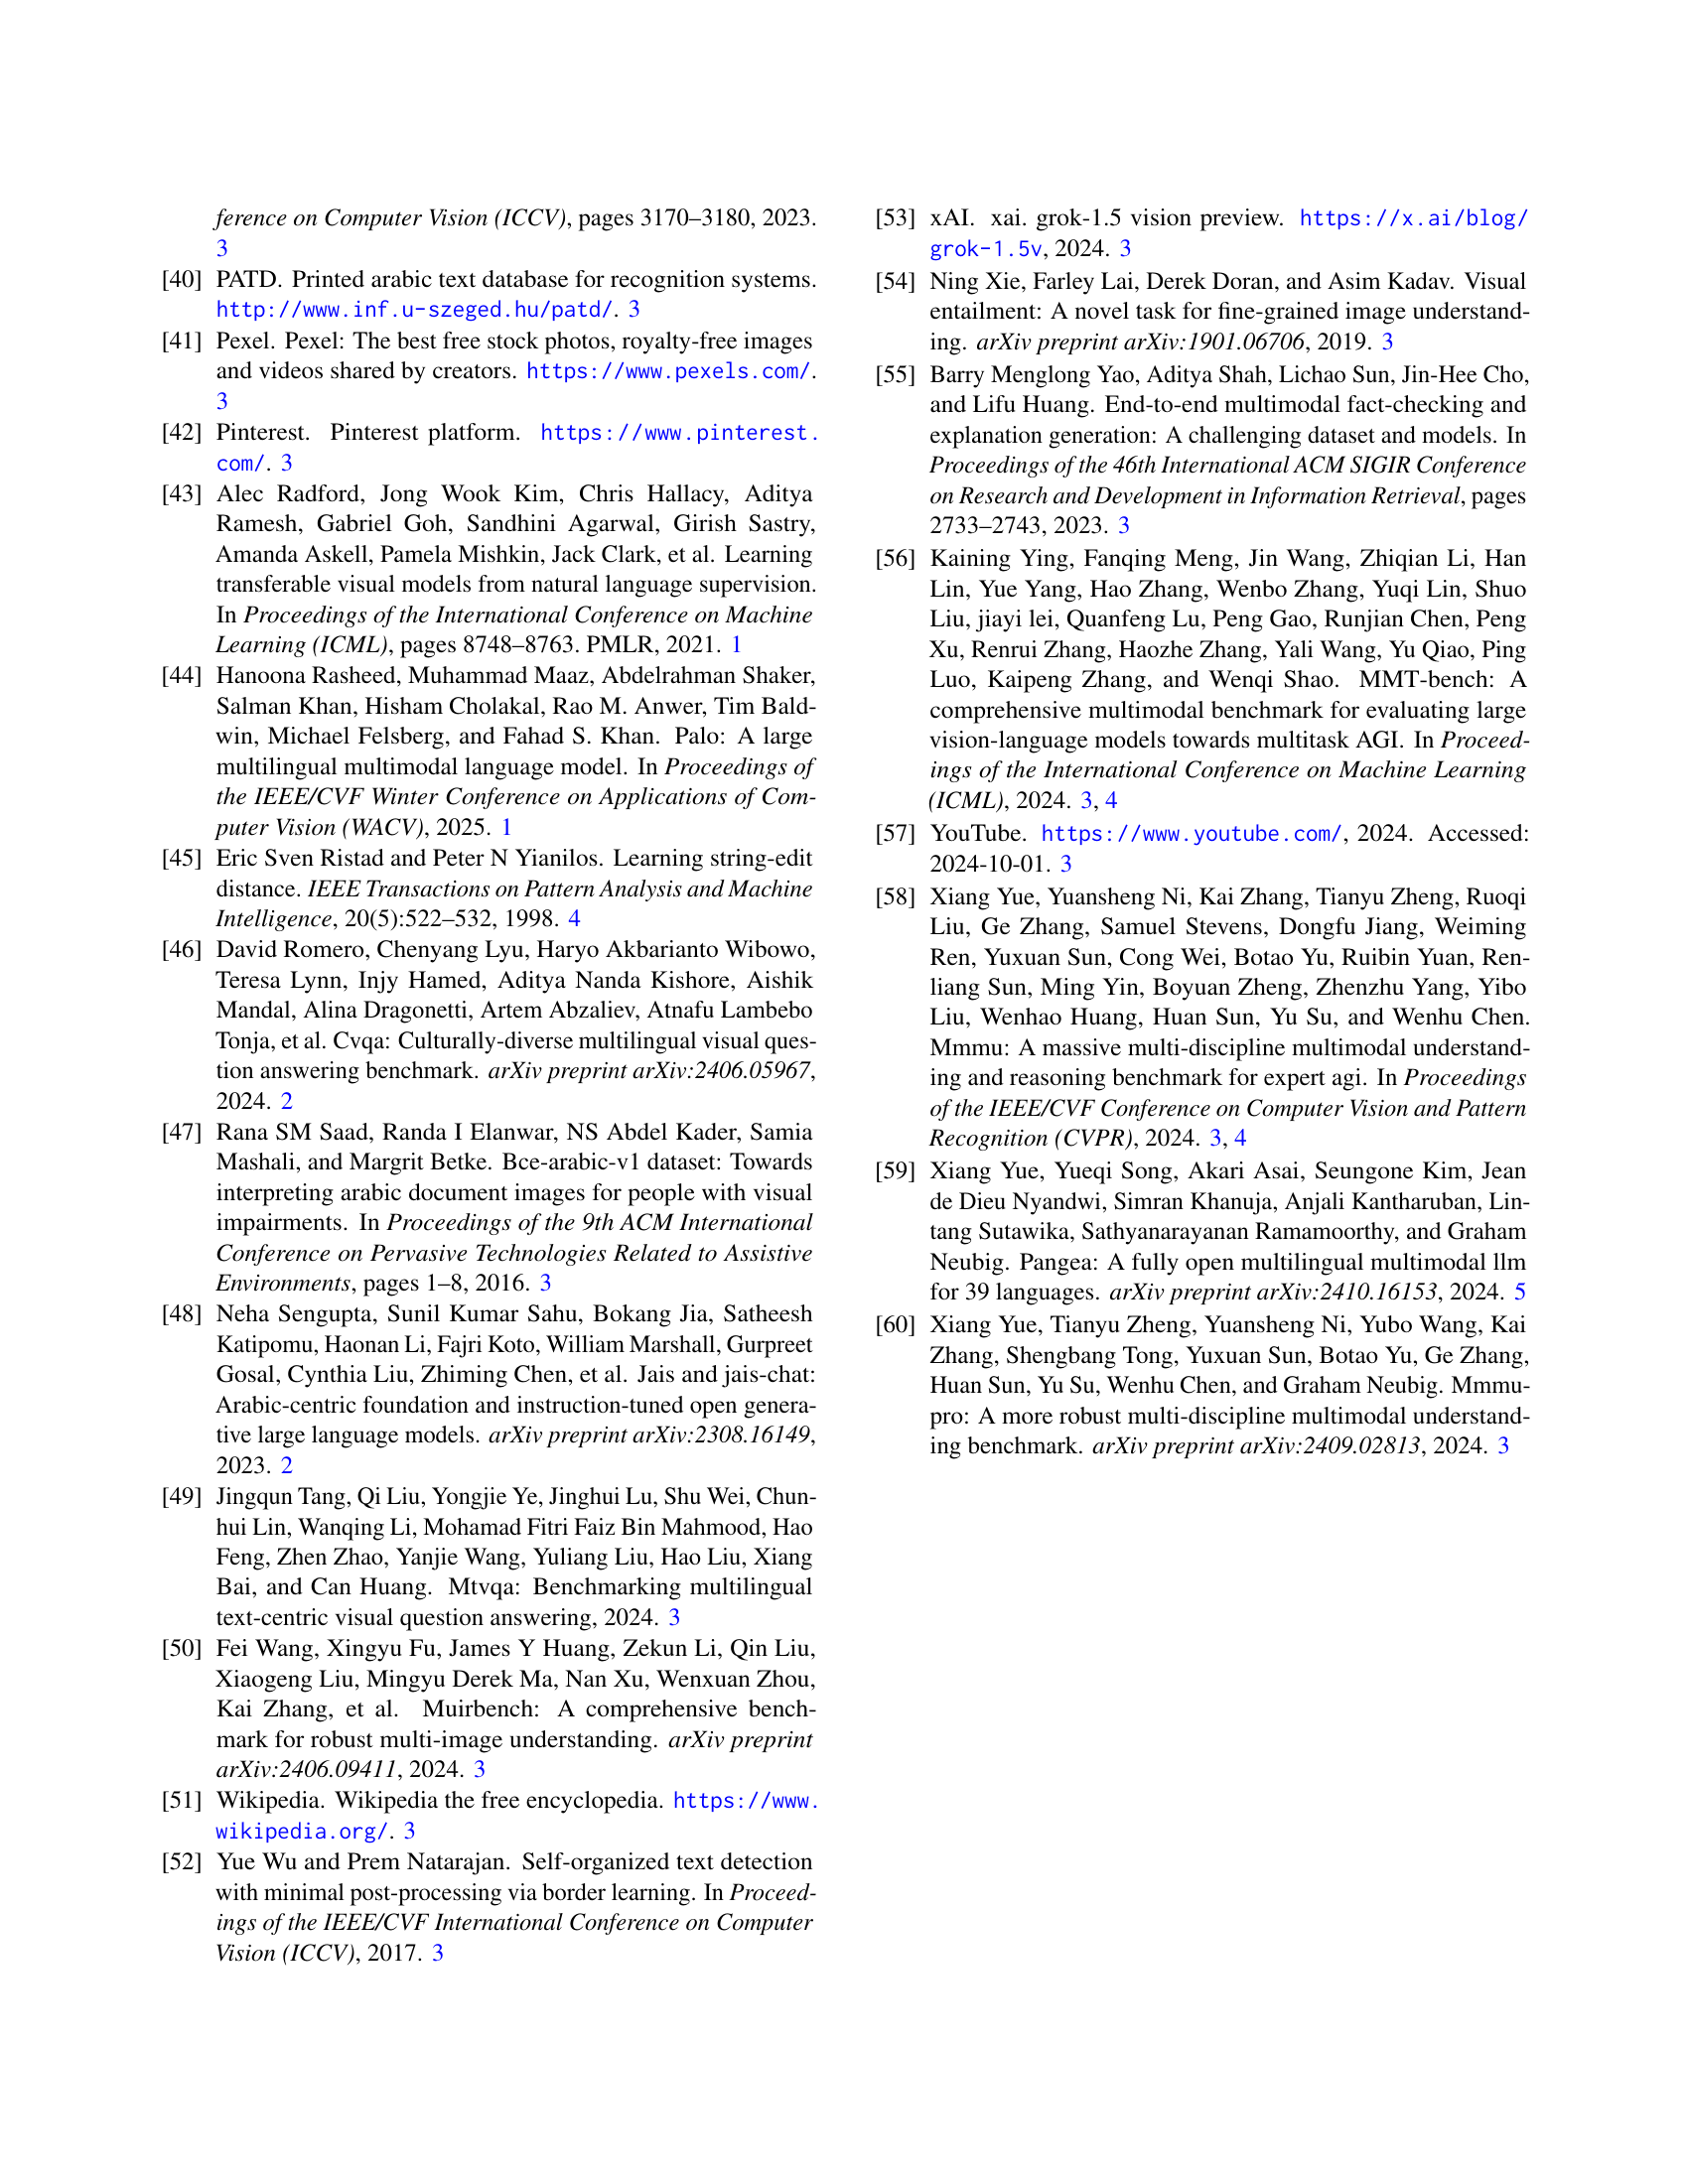 ference on Computer Vision (ICCV), pages 3170–3180, 2023.
3
[40] PATD. Printed arabic text database for recognition systems.
http://www.inf.u-szeged.hu/patd/. 3
[41] Pexel. Pexel: The best free stock photos, royalty-free images
and videos shared by creators. https://www.pexels.com/.
3
[42] Pinterest. Pinterest platform. https://www.pinterest.
com/. 3
[43] Alec Radford, Jong Wook Kim, Chris Hallacy, Aditya
Ramesh, Gabriel Goh, Sandhini Agarwal, Girish Sastry,
Amanda Askell, Pamela Mishkin, Jack Clark, et al. Learning
transferable visual models from natural language supervision.
In Proceedings of the International Conference on Machine
Learning (ICML), pages 8748–8763. PMLR, 2021. 1
[44] Hanoona Rasheed, Muhammad Maaz, Abdelrahman Shaker,
Salman Khan, Hisham Cholakal, Rao M. Anwer, Tim Bald-
win, Michael Felsberg, and Fahad S. Khan. Palo: A large
multilingual multimodal language model. In Proceedings of
the IEEE/CVF Winter Conference on Applications of Com-
puter Vision (WACV), 2025. 1
[45] Eric Sven Ristad and Peter N Yianilos. Learning string-edit
distance. IEEE Transactions on Pattern Analysis and Machine
Intelligence, 20(5):522–532, 1998. 4
[46] David Romero, Chenyang Lyu, Haryo Akbarianto Wibowo,
Teresa Lynn, Injy Hamed, Aditya Nanda Kishore, Aishik
Mandal, Alina Dragonetti, Artem Abzaliev, Atnafu Lambebo
Tonja, et al. Cvqa: Culturally-diverse multilingual visual ques-
tion answering benchmark. arXiv preprint arXiv:2406.05967,
2024. 2
[47] Rana SM Saad, Randa I Elanwar, NS Abdel Kader, Samia
Mashali, and Margrit Betke. Bce-arabic-v1 dataset: Towards
interpreting arabic document images for people with visual
impairments. In Proceedings of the 9th ACM International
Conference on Pervasive Technologies Related to Assistive
Environments, pages 1–8, 2016. 3
[48] Neha Sengupta, Sunil Kumar Sahu, Bokang Jia, Satheesh
Katipomu, Haonan Li, Fajri Koto, William Marshall, Gurpreet
Gosal, Cynthia Liu, Zhiming Chen, et al. Jais and jais-chat:
Arabic-centric foundation and instruction-tuned open genera-
tive large language models. arXiv preprint arXiv:2308.16149,
2023. 2
[49] Jingqun Tang, Qi Liu, Yongjie Ye, Jinghui Lu, Shu Wei, Chun-
hui Lin, Wanqing Li, Mohamad Fitri Faiz Bin Mahmood, Hao
Feng, Zhen Zhao, Yanjie Wang, Yuliang Liu, Hao Liu, Xiang
Bai, and Can Huang. Mtvqa: Benchmarking multilingual
text-centric visual question answering, 2024. 3
[50] Fei Wang, Xingyu Fu, James Y Huang, Zekun Li, Qin Liu,
Xiaogeng Liu, Mingyu Derek Ma, Nan Xu, Wenxuan Zhou,
Kai Zhang, et al. Muirbench: A comprehensive bench-
mark for robust multi-image understanding. arXiv preprint
arXiv:2406.09411, 2024. 3
[51] Wikipedia. Wikipedia the free encyclopedia. https://www.
wikipedia.org/. 3
[52] Yue Wu and Prem Natarajan. Self-organized text detection
with minimal post-processing via border learning. In Proceed-
ings of the IEEE/CVF International Conference on Computer
Vision (ICCV), 2017. 3
[53] xAI. xai. grok-1.5 vision preview. https://x.ai/blog/
grok-1.5v, 2024. 3
[54] Ning Xie, Farley Lai, Derek Doran, and Asim Kadav. Visual
entailment: A novel task for fine-grained image understand-
ing. arXiv preprint arXiv:1901.06706, 2019. 3
[55] Barry Menglong Yao, Aditya Shah, Lichao Sun, Jin-Hee Cho,
and Lifu Huang. End-to-end multimodal fact-checking and
explanation generation: A challenging dataset and models. In
Proceedings of the 46th International ACM SIGIR Conference
on Research and Development in Information Retrieval, pages
2733–2743, 2023. 3
[56] Kaining Ying, Fanqing Meng, Jin Wang, Zhiqian Li, Han
Lin, Yue Yang, Hao Zhang, Wenbo Zhang, Yuqi Lin, Shuo
Liu, jiayi lei, Quanfeng Lu, Peng Gao, Runjian Chen, Peng
Xu, Renrui Zhang, Haozhe Zhang, Yali Wang, Yu Qiao, Ping
Luo, Kaipeng Zhang, and Wenqi Shao. MMT-bench: A
comprehensive multimodal benchmark for evaluating large
vision-language models towards multitask AGI. In Proceed-
ings of the International Conference on Machine Learning
(ICML), 2024. 3, 4
[57] YouTube. https://www.youtube.com/, 2024. Accessed:
2024-10-01. 3
[58] Xiang Yue, Yuansheng Ni, Kai Zhang, Tianyu Zheng, Ruoqi
Liu, Ge Zhang, Samuel Stevens, Dongfu Jiang, Weiming
Ren, Yuxuan Sun, Cong Wei, Botao Yu, Ruibin Yuan, Ren-
liang Sun, Ming Yin, Boyuan Zheng, Zhenzhu Yang, Yibo
Liu, Wenhao Huang, Huan Sun, Yu Su, and Wenhu Chen.
Mmmu: A massive multi-discipline multimodal understand-
ing and reasoning benchmark for expert agi. In Proceedings
of the IEEE/CVF Conference on Computer Vision and Pattern
Recognition (CVPR), 2024. 3, 4
[59] Xiang Yue, Yueqi Song, Akari Asai, Seungone Kim, Jean
de Dieu Nyandwi, Simran Khanuja, Anjali Kantharuban, Lin-
tang Sutawika, Sathyanarayanan Ramamoorthy, and Graham
Neubig. Pangea: A fully open multilingual multimodal llm
for 39 languages. arXiv preprint arXiv:2410.16153, 2024. 5
[60] Xiang Yue, Tianyu Zheng, Yuansheng Ni, Yubo Wang, Kai
Zhang, Shengbang Tong, Yuxuan Sun, Botao Yu, Ge Zhang,
Huan Sun, Yu Su, Wenhu Chen, and Graham Neubig. Mmmu-
pro: A more robust multi-discipline multimodal understand-
ing benchmark. arXiv preprint arXiv:2409.02813, 2024. 3